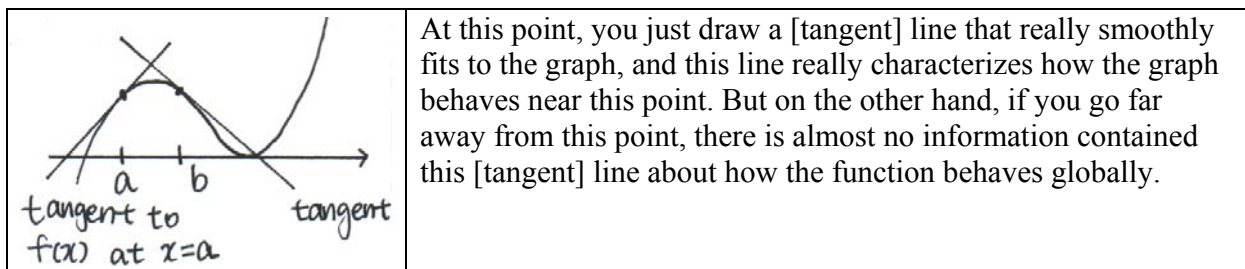 a
b
tangent to
f(x) at x=a
tangent
At this point, you just draw a [tangent] line that really smoothly
fits to the graph, and this line really characterizes how the graph
behaves near this point. But on the other hand, if you go far
away from this point, there is almost no information contained
this [tangent] line about how the function behaves globally.